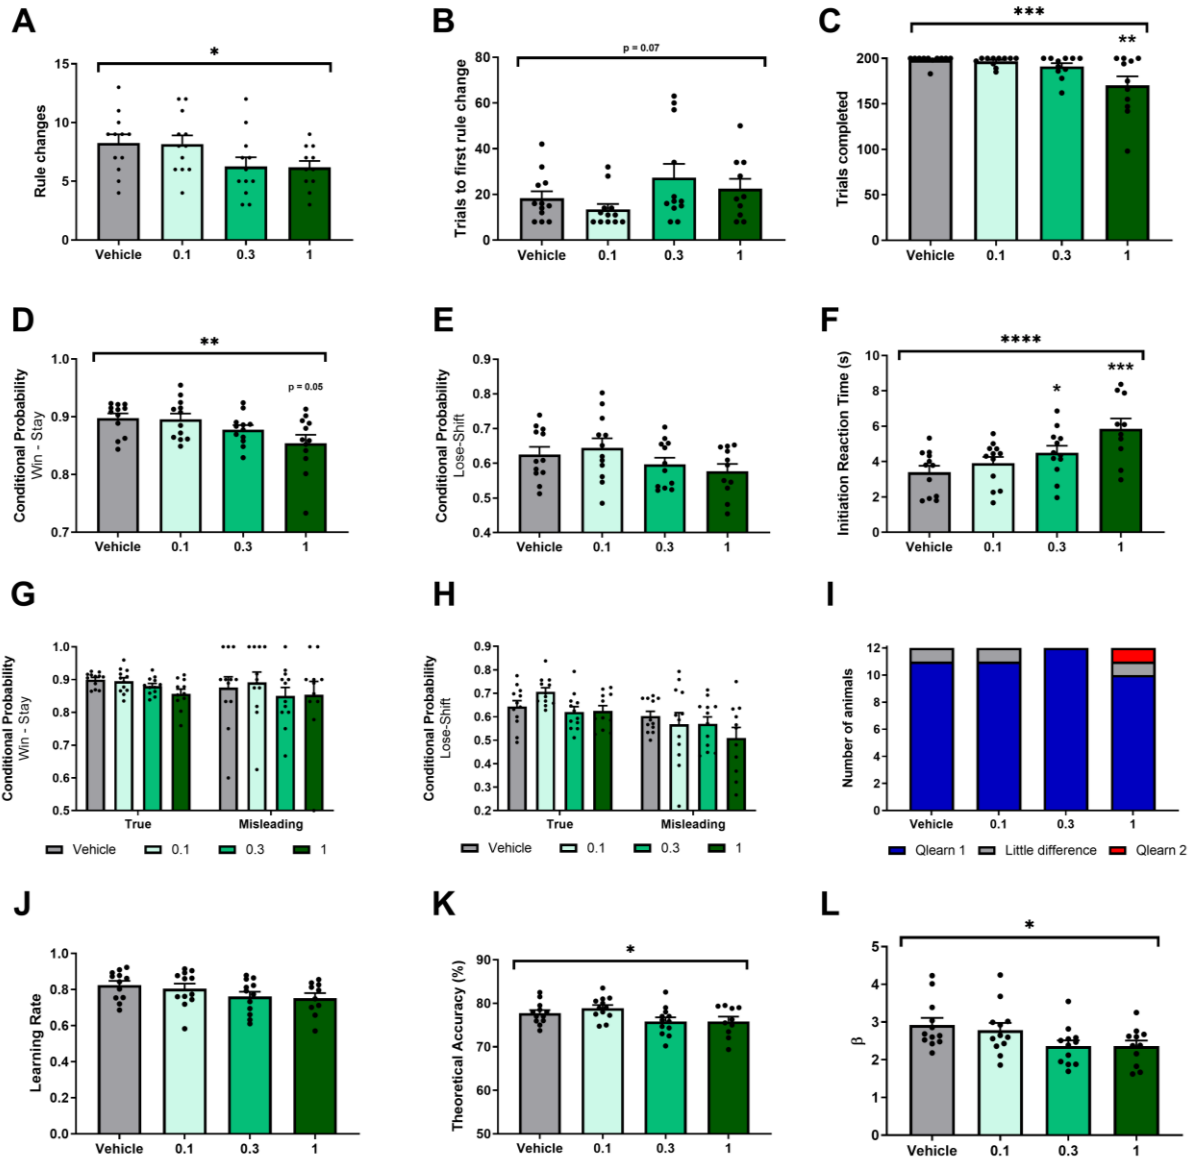 A
B
C
*
p = 0.07
***
**
Rule changes
15
10
5
0
Vehicle
0.1
0.3
1
Trials to first rule change
80
60
40
20
0
Vehicle
0.1
0.3
1
Trials completed
200
150
100
50
0
Vehicle
0.1
0.3
1
D
E
F
**
p = 0.05
****
*
***
Conditional Probability
Win - Stay
1.0
0.9
0.8
0.7
Vehicle
0.1
0.3
1
Conditional Probability
Lose-Shift
0.9
0.8
0.7
0.6
0.5
0.4
Vehicle
0.1
0.3
1
Initiation Reaction Time (s)
10
8
6
4
2
0
Vehicle
0.1
0.3
1
G
H
I
Conditional Probability
Win - Stay
1.0
0.9
0.8
0.7
0.6
0.5
True
Misleading
Vehicle
0.1
0.3
1
Conditional Probability
Lose-Shift
0.9
0.8
0.7
0.6
0.5
0.4
0.3
0.2
True
Misleading
Vehicle
0.1
0.3
1
Number of animals
12
10
8
6
4
2
0
Vehicle
0.1
0.3
1
Qlearn 1
Little difference
Qlearn 2
J
K
L
*
*
Learning Rate
1.0
0.8
0.6
0.4
0.2
0.0
Vehicle
0.1
0.3
1
Theoretical Accuracy (%)
90
80
70
60
50
Vehicle
0.1
0.3
1
β
5
4
3
2
1
0
Vehicle
0.1
0.3
1